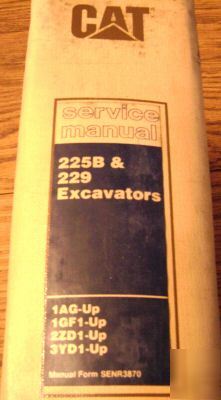 CAT
service
manual
225B &
229
Excavators
1AG-Up
1GF1-Up
2ZD1-Up
3YD1-Up
Manual Form SENR3870